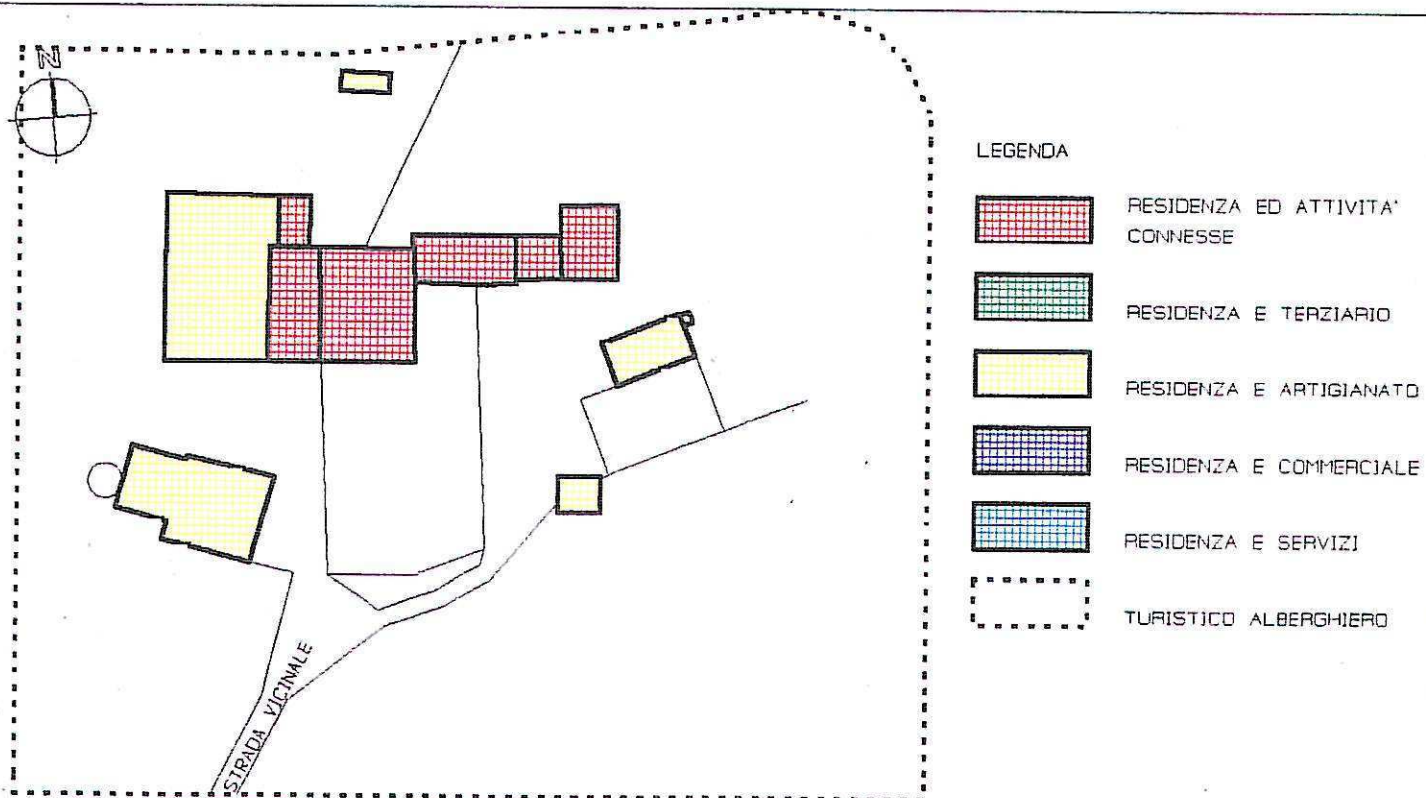 N
LEGENDA
RESIDENZA ED ATTIVITA'
CONNESSE
RESIDENZA E TERZIARIO
RESIDENZA E ARTIGIANATO
RESIDENZA E COMMERCIALE
RESIDENZA E SERVIZI
TURISTICO ALBERGHIERO
STRADA VICINALE